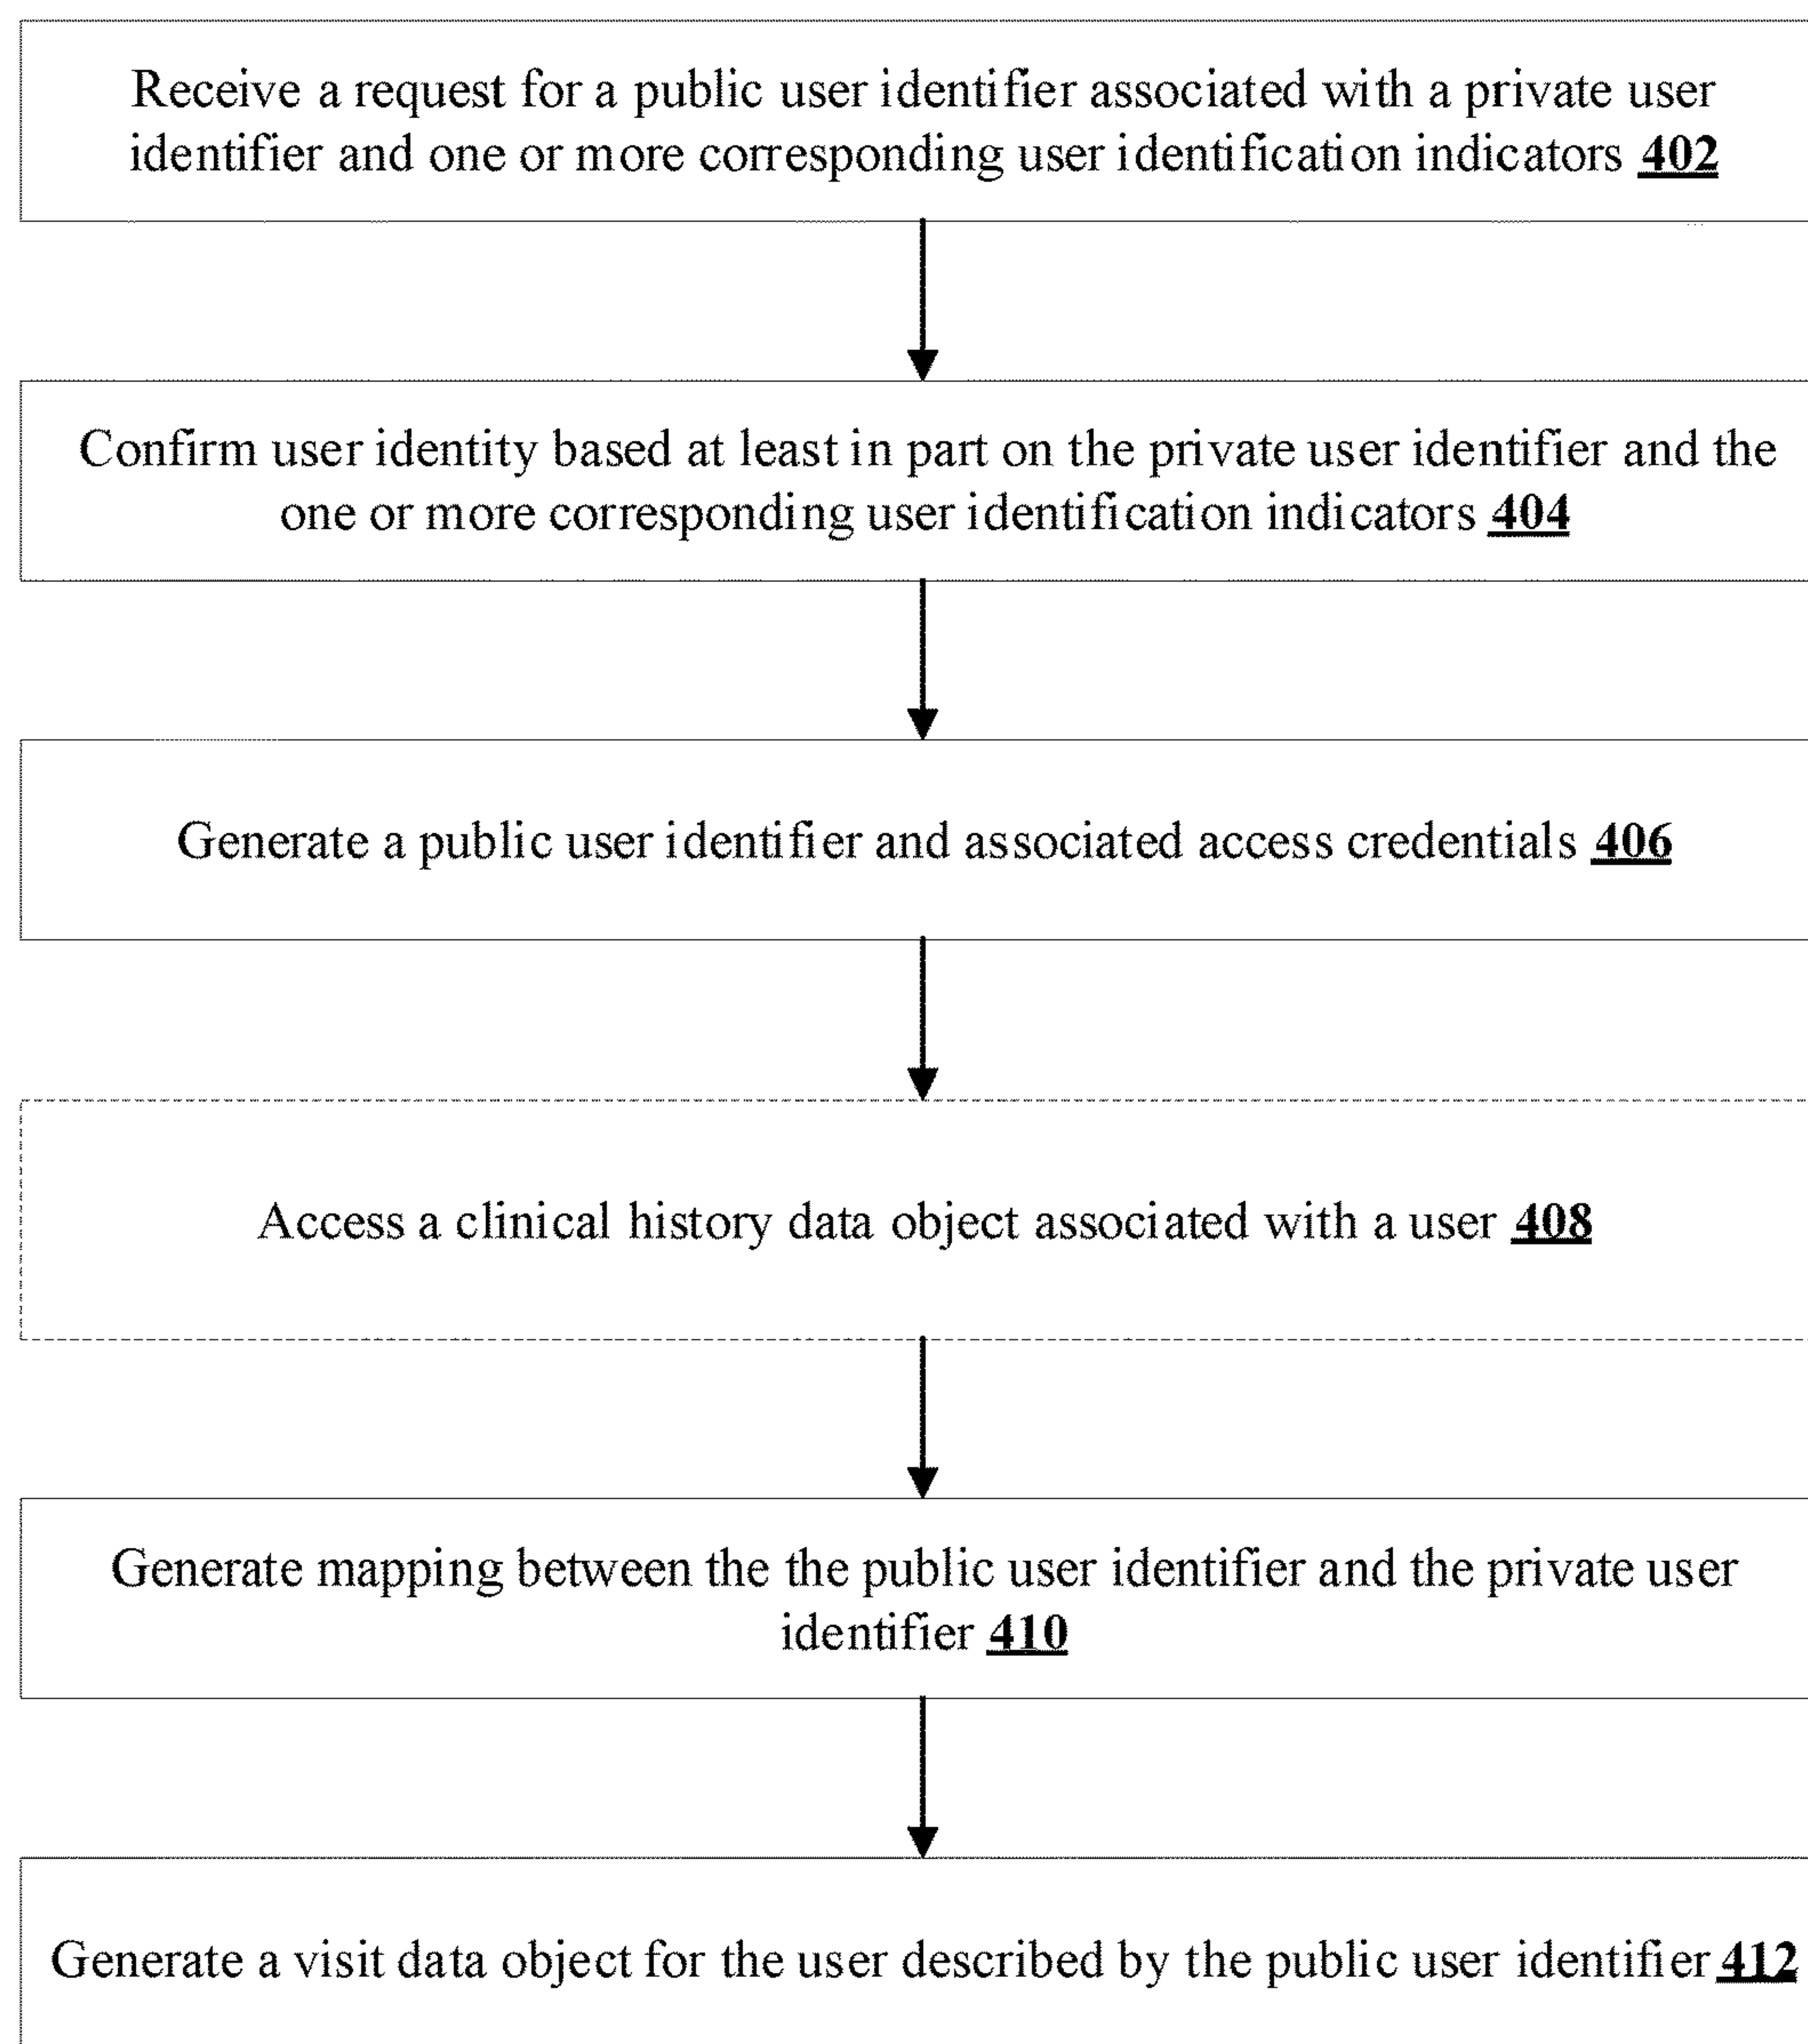 Receive a request for a public user identifier associated with a private user
identifier and one or more corresponding user identification indicators 402
Confirm user identity based at least in part on the private user identifier and the
one or more corresponding user identification indicators 404
Generate a public user identifier and associated access credentials 406
Access a clinical history data object associated with a user 408
Generate mapping between the the public user identifier and the private user
identifier 410
Generate a visit data object for the user described by the public user identifier 412